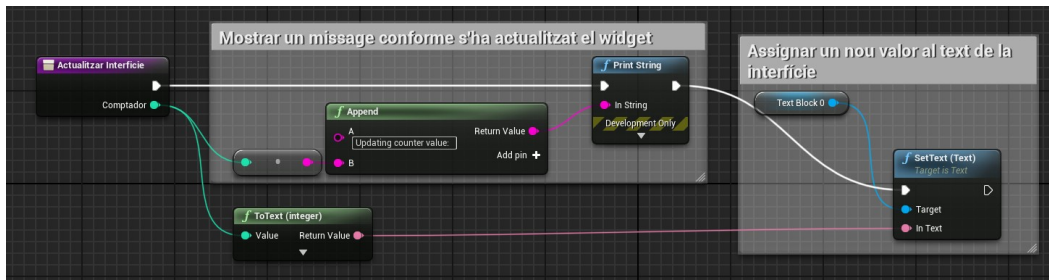 Mostrar un missage conforme s'ha actualitzat el widget
Assignar un nou valor al text de la
interfície
Actualitzar Interficie
Comptador
f Print String
In String
Development Only
f Append
A
Updating counter value:
B
Return Value
Add pin +
Text Block 0
f SetText (Text)
Target is Text
Target
In Text
f ToText (integer)
Value
Return Value